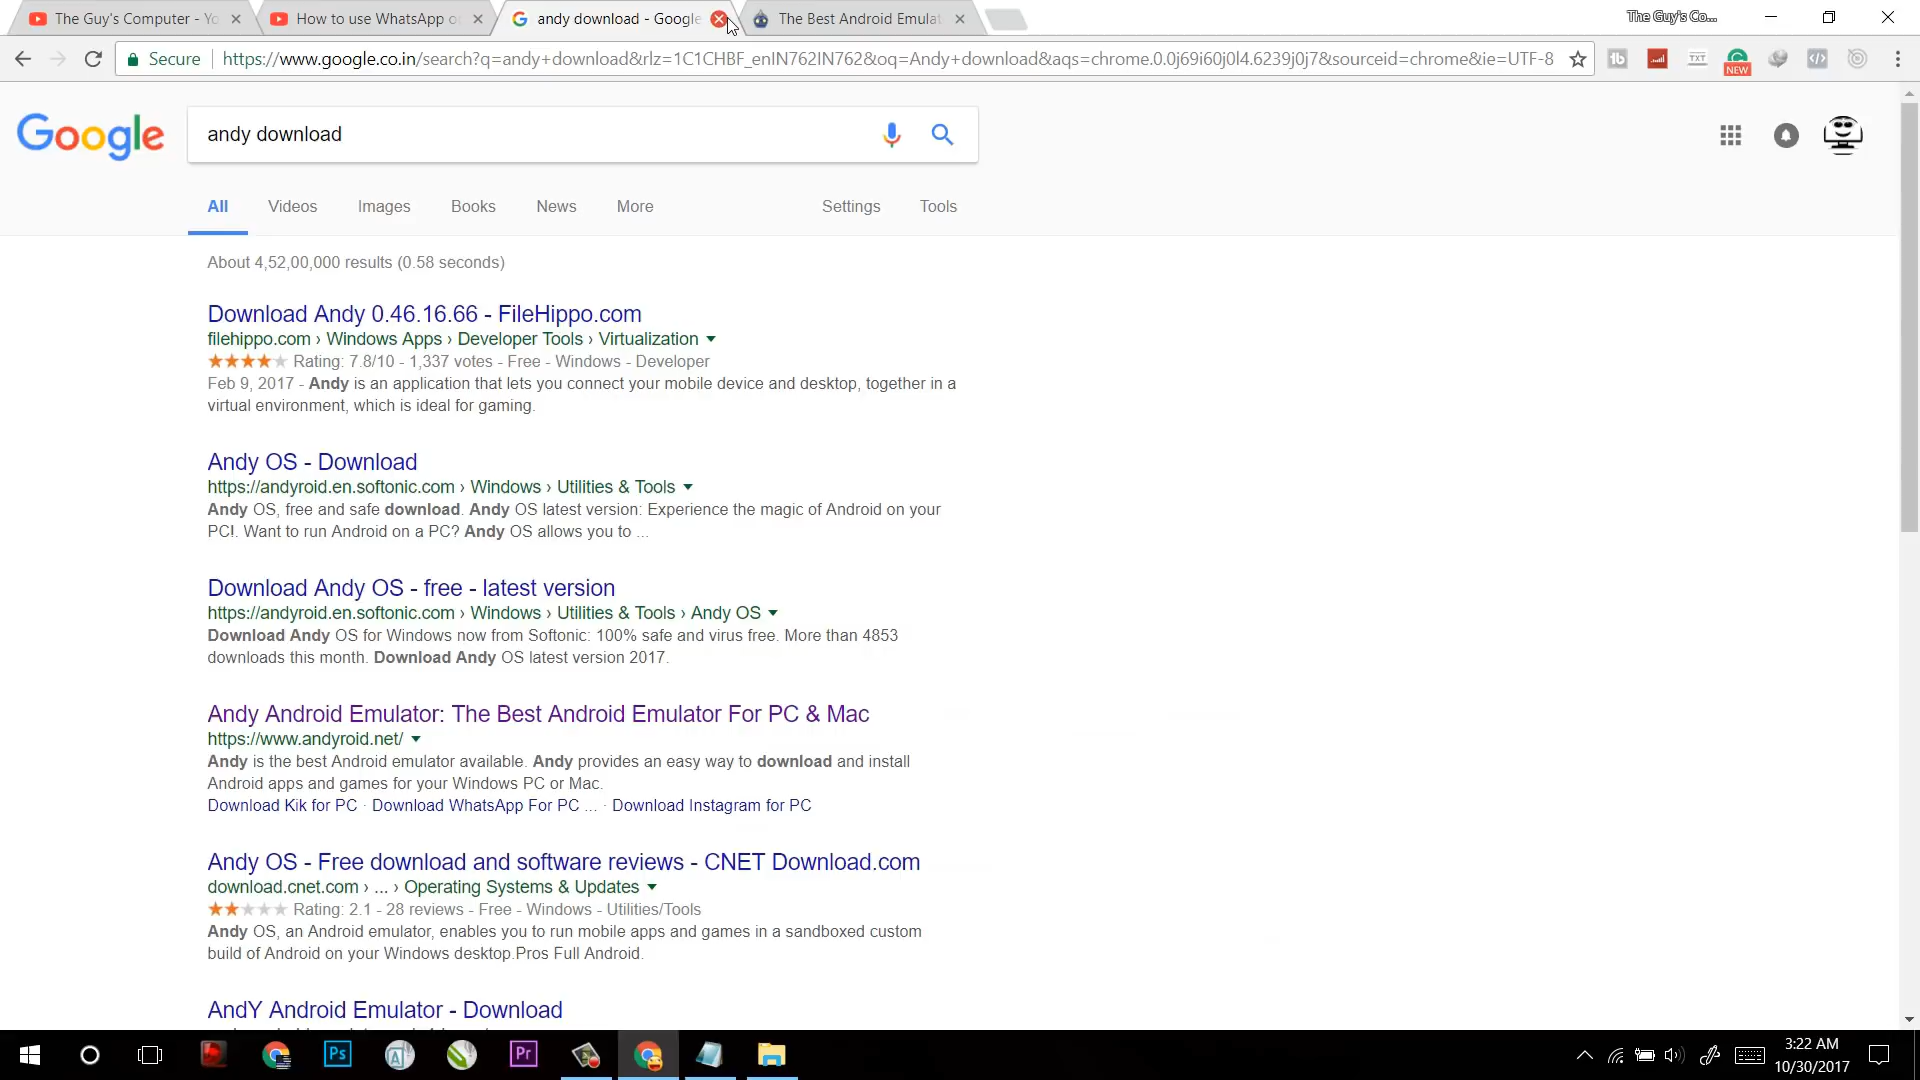 The Guy's Computer - Yo
How to use WhatsApp o
andy download - Google
The Best Android Emulat
The Guy's Co...
Secure
https://www.google.co.in/search?q=andy+download&rlz=1C1CHBF_enIN762IN762&oq=Andy+download&aqs=chrome.0.0j69i60j0l4.6239j0j7&sourceid=chrome&ie=UTF-8
tb
TXT
NEW
Google
andy download
All
Videos
Images
Books
News
More
Settings
Tools
About 4,52,00,000 results (0.58 seconds)
Download Andy 0.46.16.66 - FileHippo.com
filehippo.com › Windows Apps › Developer Tools › Virtualization
Rating: 7.8/10 - 1,337 votes - Free - Windows - Developer
Feb 9, 2017 - Andy is an application that lets you connect your mobile device and desktop, together in a
virtual environment, which is ideal for gaming.
Andy OS - Download
https://andyroid.en.softonic.com › Windows › Utilities & Tools
Andy OS, free and safe download. Andy OS latest version: Experience the magic of Android on your
PC!. Want to run Android on a PC? Andy OS allows you to ...
Download Andy OS - free - latest version
https://andyroid.en.softonic.com › Windows › Utilities & Tools › Andy OS
Download Andy OS for Windows now from Softonic: 100% safe and virus free. More than 4853
downloads this month. Download Andy OS latest version 2017.
Andy Android Emulator: The Best Android Emulator For PC & Mac
https://www.andyroid.net/
Andy is the best Android emulator available. Andy provides an easy way to download and install
Android apps and games for your Windows PC or Mac.
Download Kik for PC · Download WhatsApp For PC ... · Download Instagram for PC
Andy OS - Free download and software reviews - CNET Download.com
download.cnet.com › ... › Operating Systems & Updates
Rating: 2.1 - 28 reviews - Free - Windows - Utilities/Tools
Andy OS, an Android emulator, enables you to run mobile apps and games in a sandboxed custom
build of Android on your Windows desktop.Pros Full Android.
AndY Android Emulator - Download
Ps
Pr
3:22 AM
10/30/2017